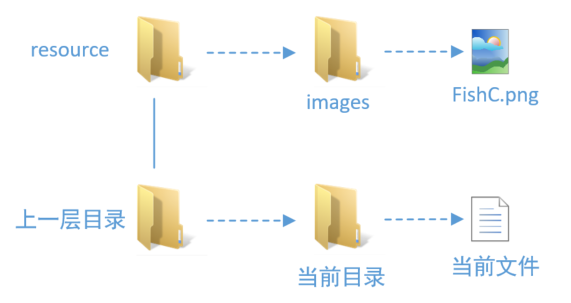 resource
images
FishC.png
上一层目录
当前目录
当前文件